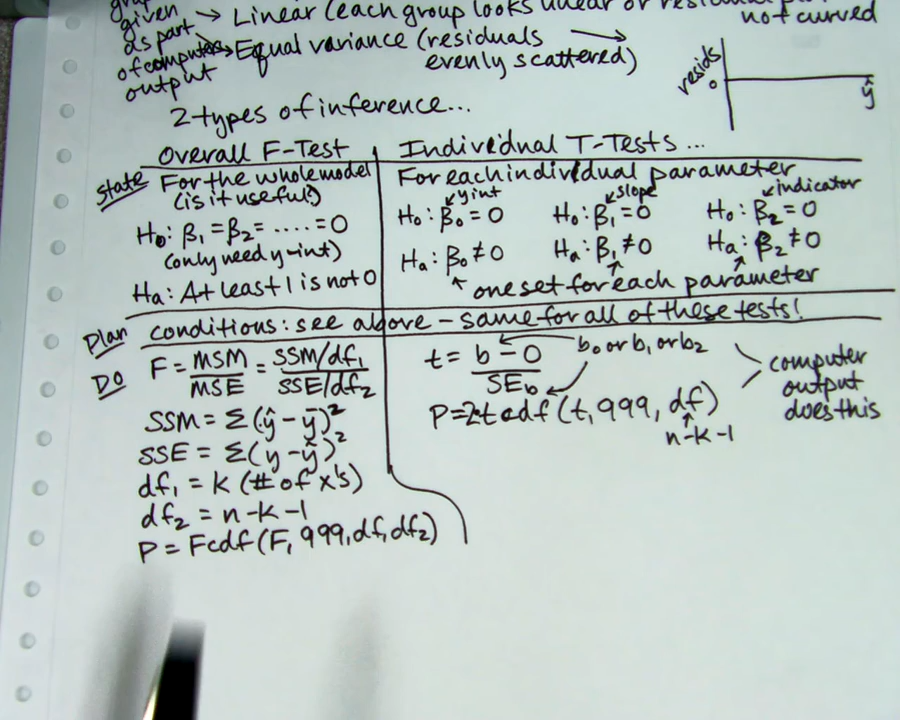 given → Linear (each group looks linear or
as part not curved
of computer → Equal variance (residuals →
output evenly scattered)
resids
0
ŷ
2 types of inference...
Overall F-Test
State For the whole model
(is it useful?)
H₀: β₁=β₂=.....=0
(only need y-int)
Ha: At least 1 is not 0
Individual T-Tests...
For each individual parameter
y int slope indicator
H₀: β₀=0 H₀: β₁=0 H₀: β₂=0
Ha: β₀≠0 Ha: β₁≠0 Ha: β₂≠0
one set for each parameter
Plan conditions: see above - same for all of these tests!
Do F = MSM/MSE = SSM/df₁ / SSE/df₂
SSM = Σ(ŷ-ȳ)²
SSE = Σ(y-ŷ)²
df₁ = k (# of x's)
df₂ = n-k-1
P = Fcdf(F, 999, df₁, df₂)
t = b-0 / SE_b b₀ or b₁ or b₂
P=2tcdf(t, 999, df)
n-k-1
computer
output
does this